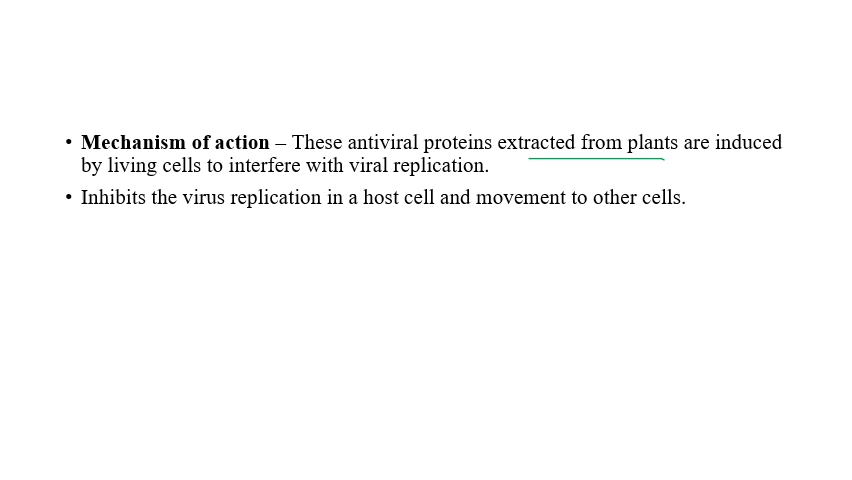 • Mechanism of action – These antiviral proteins extracted from plants are induced
by living cells to interfere with viral replication.
• Inhibits the virus replication in a host cell and movement to other cells.